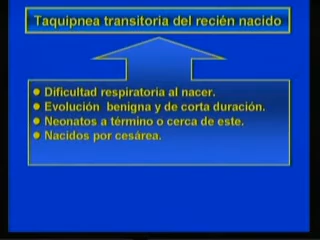 Taquipnea transitoria del recién nacido
Dificultad respiratoria al nacer.
Evolución benigna y de corta duración.
Neonatos a término o cerca de este.
Nacidos por cesárea.